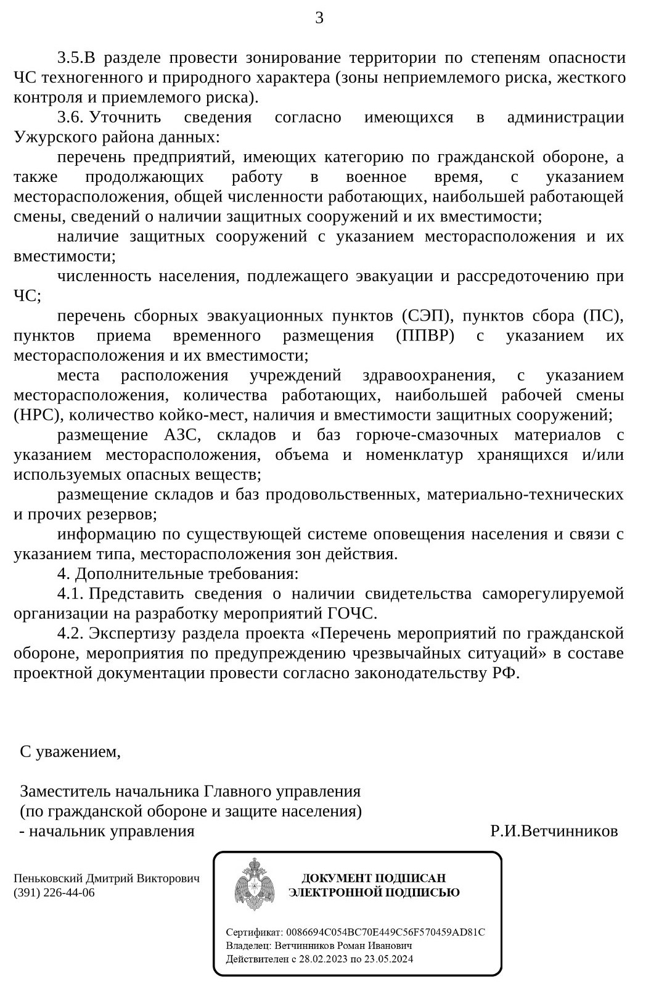 3
3.5.В разделе провести зонирование территории по степеням опасности
ЧС техногенного и природного характера (зоны неприемлемого риска, жесткого
контроля и приемлемого риска).
3.6. Уточнить сведения согласно имеющихся в администрации
Ужурского района данных:
перечень предприятий, имеющих категорию по гражданской обороне, а
также продолжающих работу в военное время, с указанием
месторасположения, общей численности работающих, наибольшей работающей
смены, сведений о наличии защитных сооружений и их вместимости;
наличие защитных сооружений с указанием месторасположения и их
вместимости;
численность населения, подлежащего эвакуации и рассредоточению при
ЧС;
перечень сборных эвакуационных пунктов (СЭП), пунктов сбора (ПС),
пунктов приема временного размещения (ППВР) с указанием их
месторасположения и их вместимости;
места расположения учреждений здравоохранения, с указанием
месторасположения, количества работающих, наибольшей рабочей смены
(НРС), количество койко-мест, наличия и вместимости защитных сооружений;
размещение АЗС, складов и баз горюче-смазочных материалов с
указанием месторасположения, объема и номенклатур хранящихся и/или
используемых опасных веществ;
размещение складов и баз продовольственных, материально-технических
и прочих резервов;
информацию по существующей системе оповещения населения и связи с
указанием типа, месторасположения зон действия.
4. Дополнительные требования:
4.1. Представить сведения о наличии свидетельства саморегулируемой
организации на разработку мероприятий ГОЧС.
4.2. Экспертизу раздела проекта «Перечень мероприятий по гражданской
обороне, мероприятия по предупреждению чрезвычайных ситуаций» в составе
проектной документации провести согласно законодательству РФ.
С уважением,
Заместитель начальника Главного управления
(по гражданской обороне и защите населения)
- начальник управления Р.И.Ветчинников
Пеньковский Дмитрий Викторович
(391) 226-44-06
ДОКУМЕНТ ПОДПИСАН
ЭЛЕКТРОННОЙ ПОДПИСЬЮ
Сертификат: 0086694C054BC70E449C56F570459AD81C
Владелец: Ветчинников Роман Иванович
Действителен с 28.02.2023 по 23.05.2024